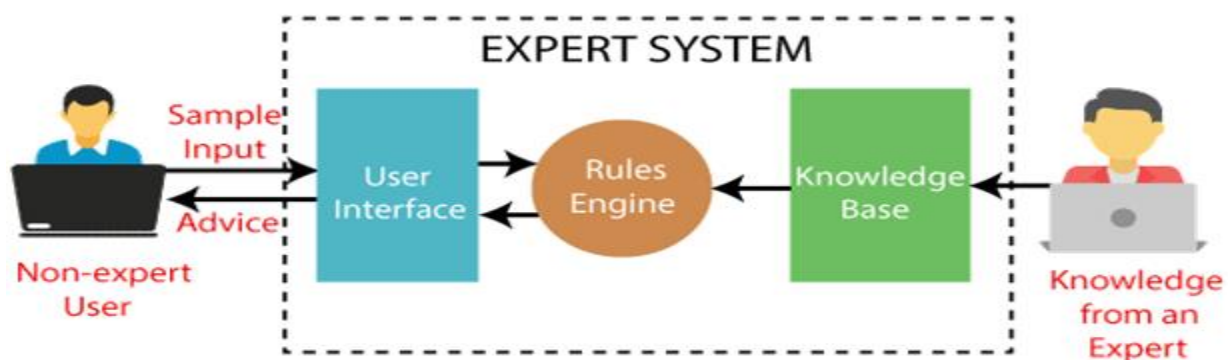 EXPERT SYSTEM
Sample
Input
Advice
Non-expert
User
User
Interface
Rules
Engine
Knowledge
Base
Knowledge
from an
Expert